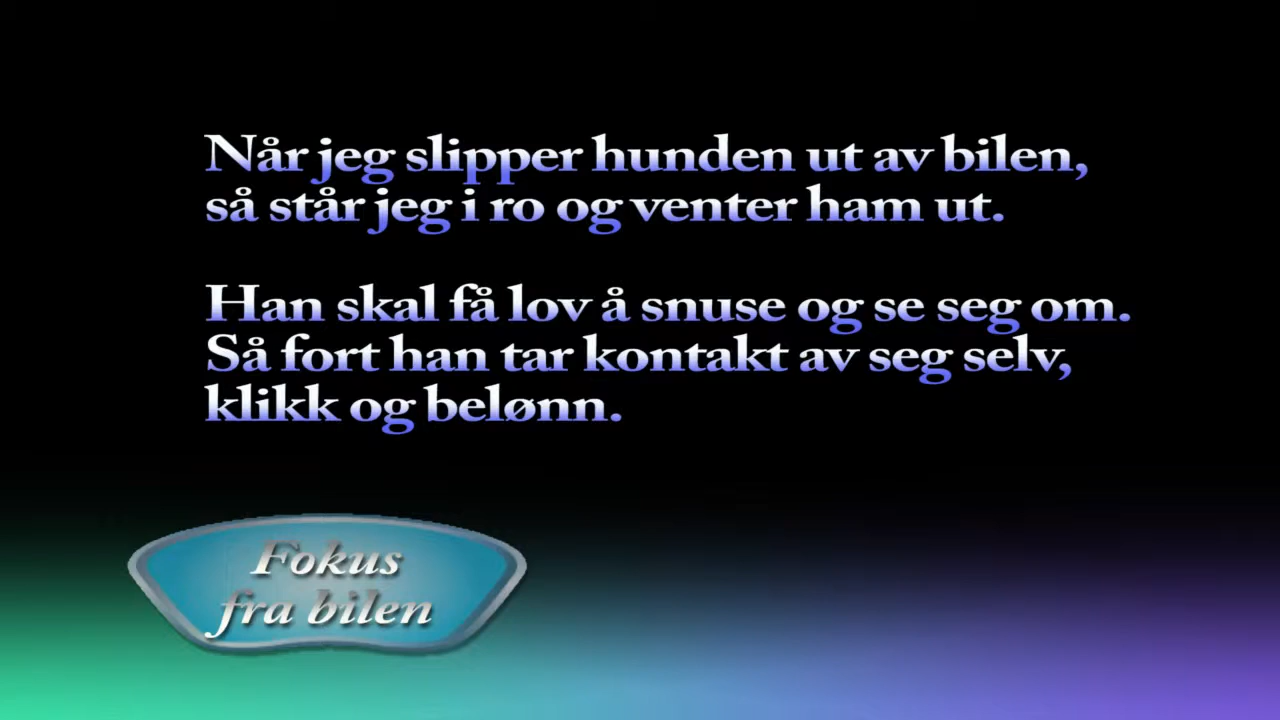 Når jeg slipper hunden ut av bilen,
så står jeg i ro og venter ham ut.
Han skal få lov å snuse og se seg om.
Så fort han tar kontakt av seg selv,
klikk og belønn.
Fokus
fra bilen